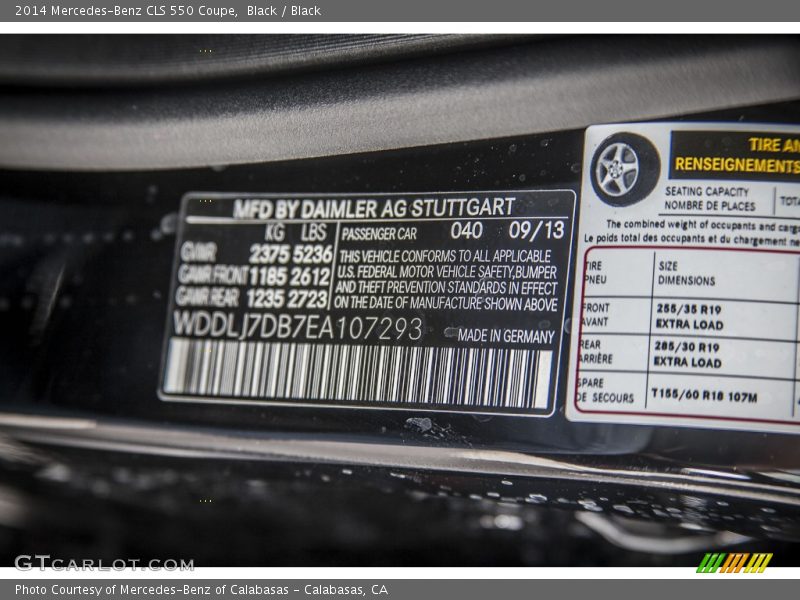 2014 Mercedes-Benz CLS 550 Coupe, Black / Black
MFD BY DAIMLER AG STUTTGART
KG LBS
GVWR 2375 5236
GAWR FRONT 1185 2612
GAWR REAR 1235 2723
PASSENGER CAR 040 09/13
THIS VEHICLE CONFORMS TO ALL APPLICABLE
U.S. FEDERAL MOTOR VEHICLE SAFETY, BUMPER
AND THEFT PREVENTION STANDARDS IN EFFECT
ON THE DATE OF MANUFACTURE SHOWN ABOVE
WDDLJ7DB7EA107293 MADE IN GERMANY
TIRE AN
RENSEIGNEMENTS
SEATING CAPACITY
NOMBRE DE PLACES
TOTA
The combined weight of occupants and carg
Le poids total des occupants et du chargement ne
TIRE SIZE
PNEU DIMENSIONS
FRONT 255/35 R19
AVANT EXTRA LOAD
REAR 285/30 R19
ARRIÈRE EXTRA LOAD
SPARE
DE SECOURS T155/60 R18 107M
GTCARLOT.COM
Photo Courtesy of Mercedes-Benz of Calabasas - Calabasas, CA